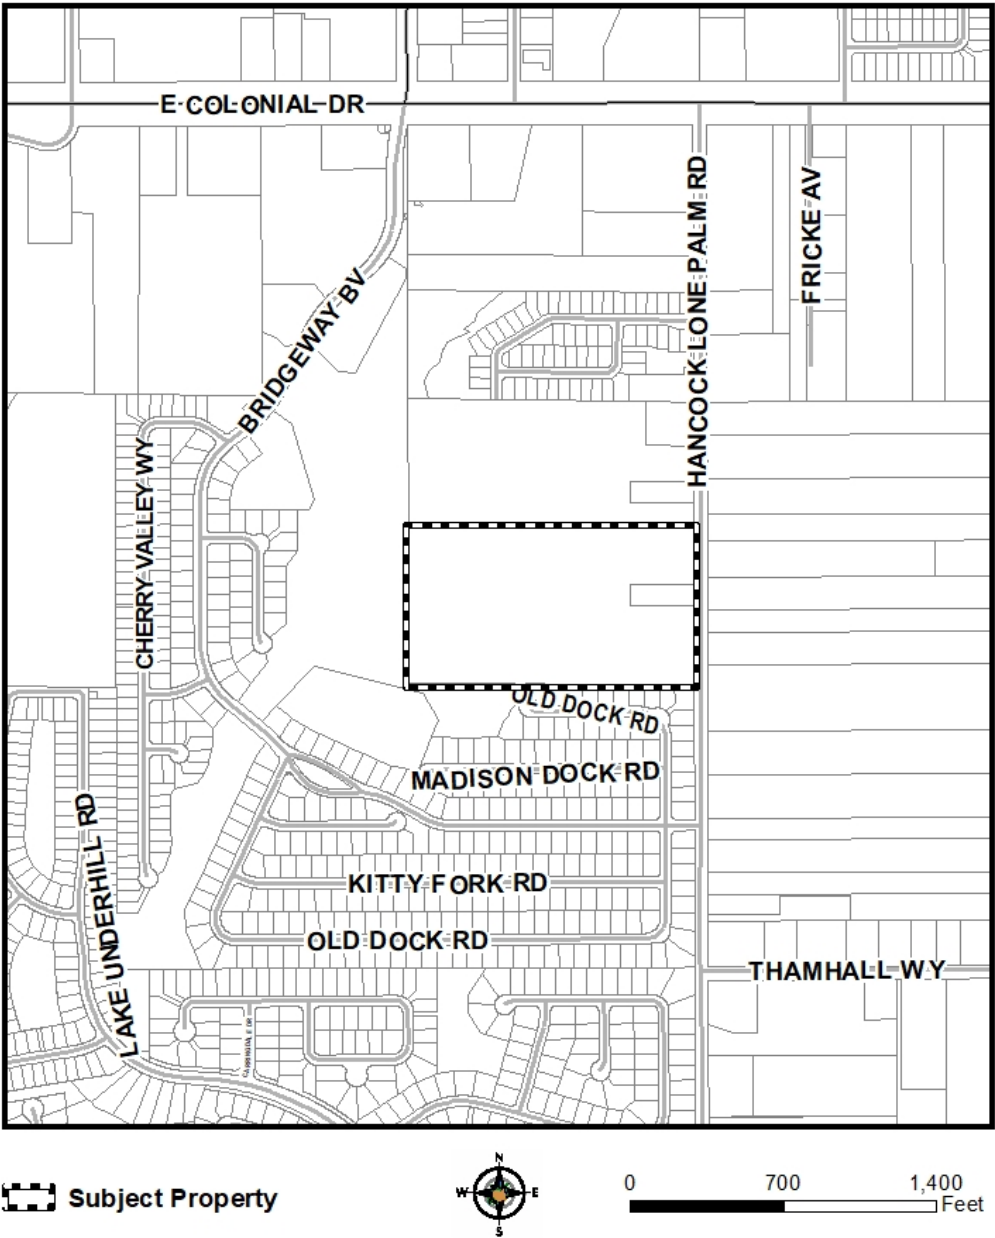 E COLONIAL DR
HANCOCK LONE PALM RD
FRICKE AV
BRIDGEWAY BV
CHERRY VALLEY WY
OLD DOCK RD
MADISON DOCK RD
LAKE UNDERHILL RD
KITTY FORK RD
OLD DOCK RD
THAMHALL WY
Subject Property
N
W E
S
0 700 1,400
Feet